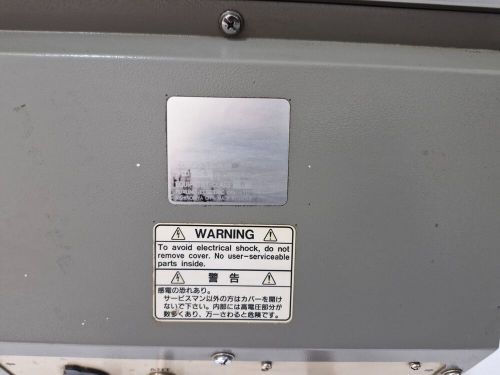 WARNING
To avoid electrical shock, do not
remove cover. No user-serviceable
parts inside.
警告
感電の恐れあり。
サービスマン以外の方はカバーを開け
ないで下さい。内部には高電圧部分が
数多くあり、万一さわると危険です。